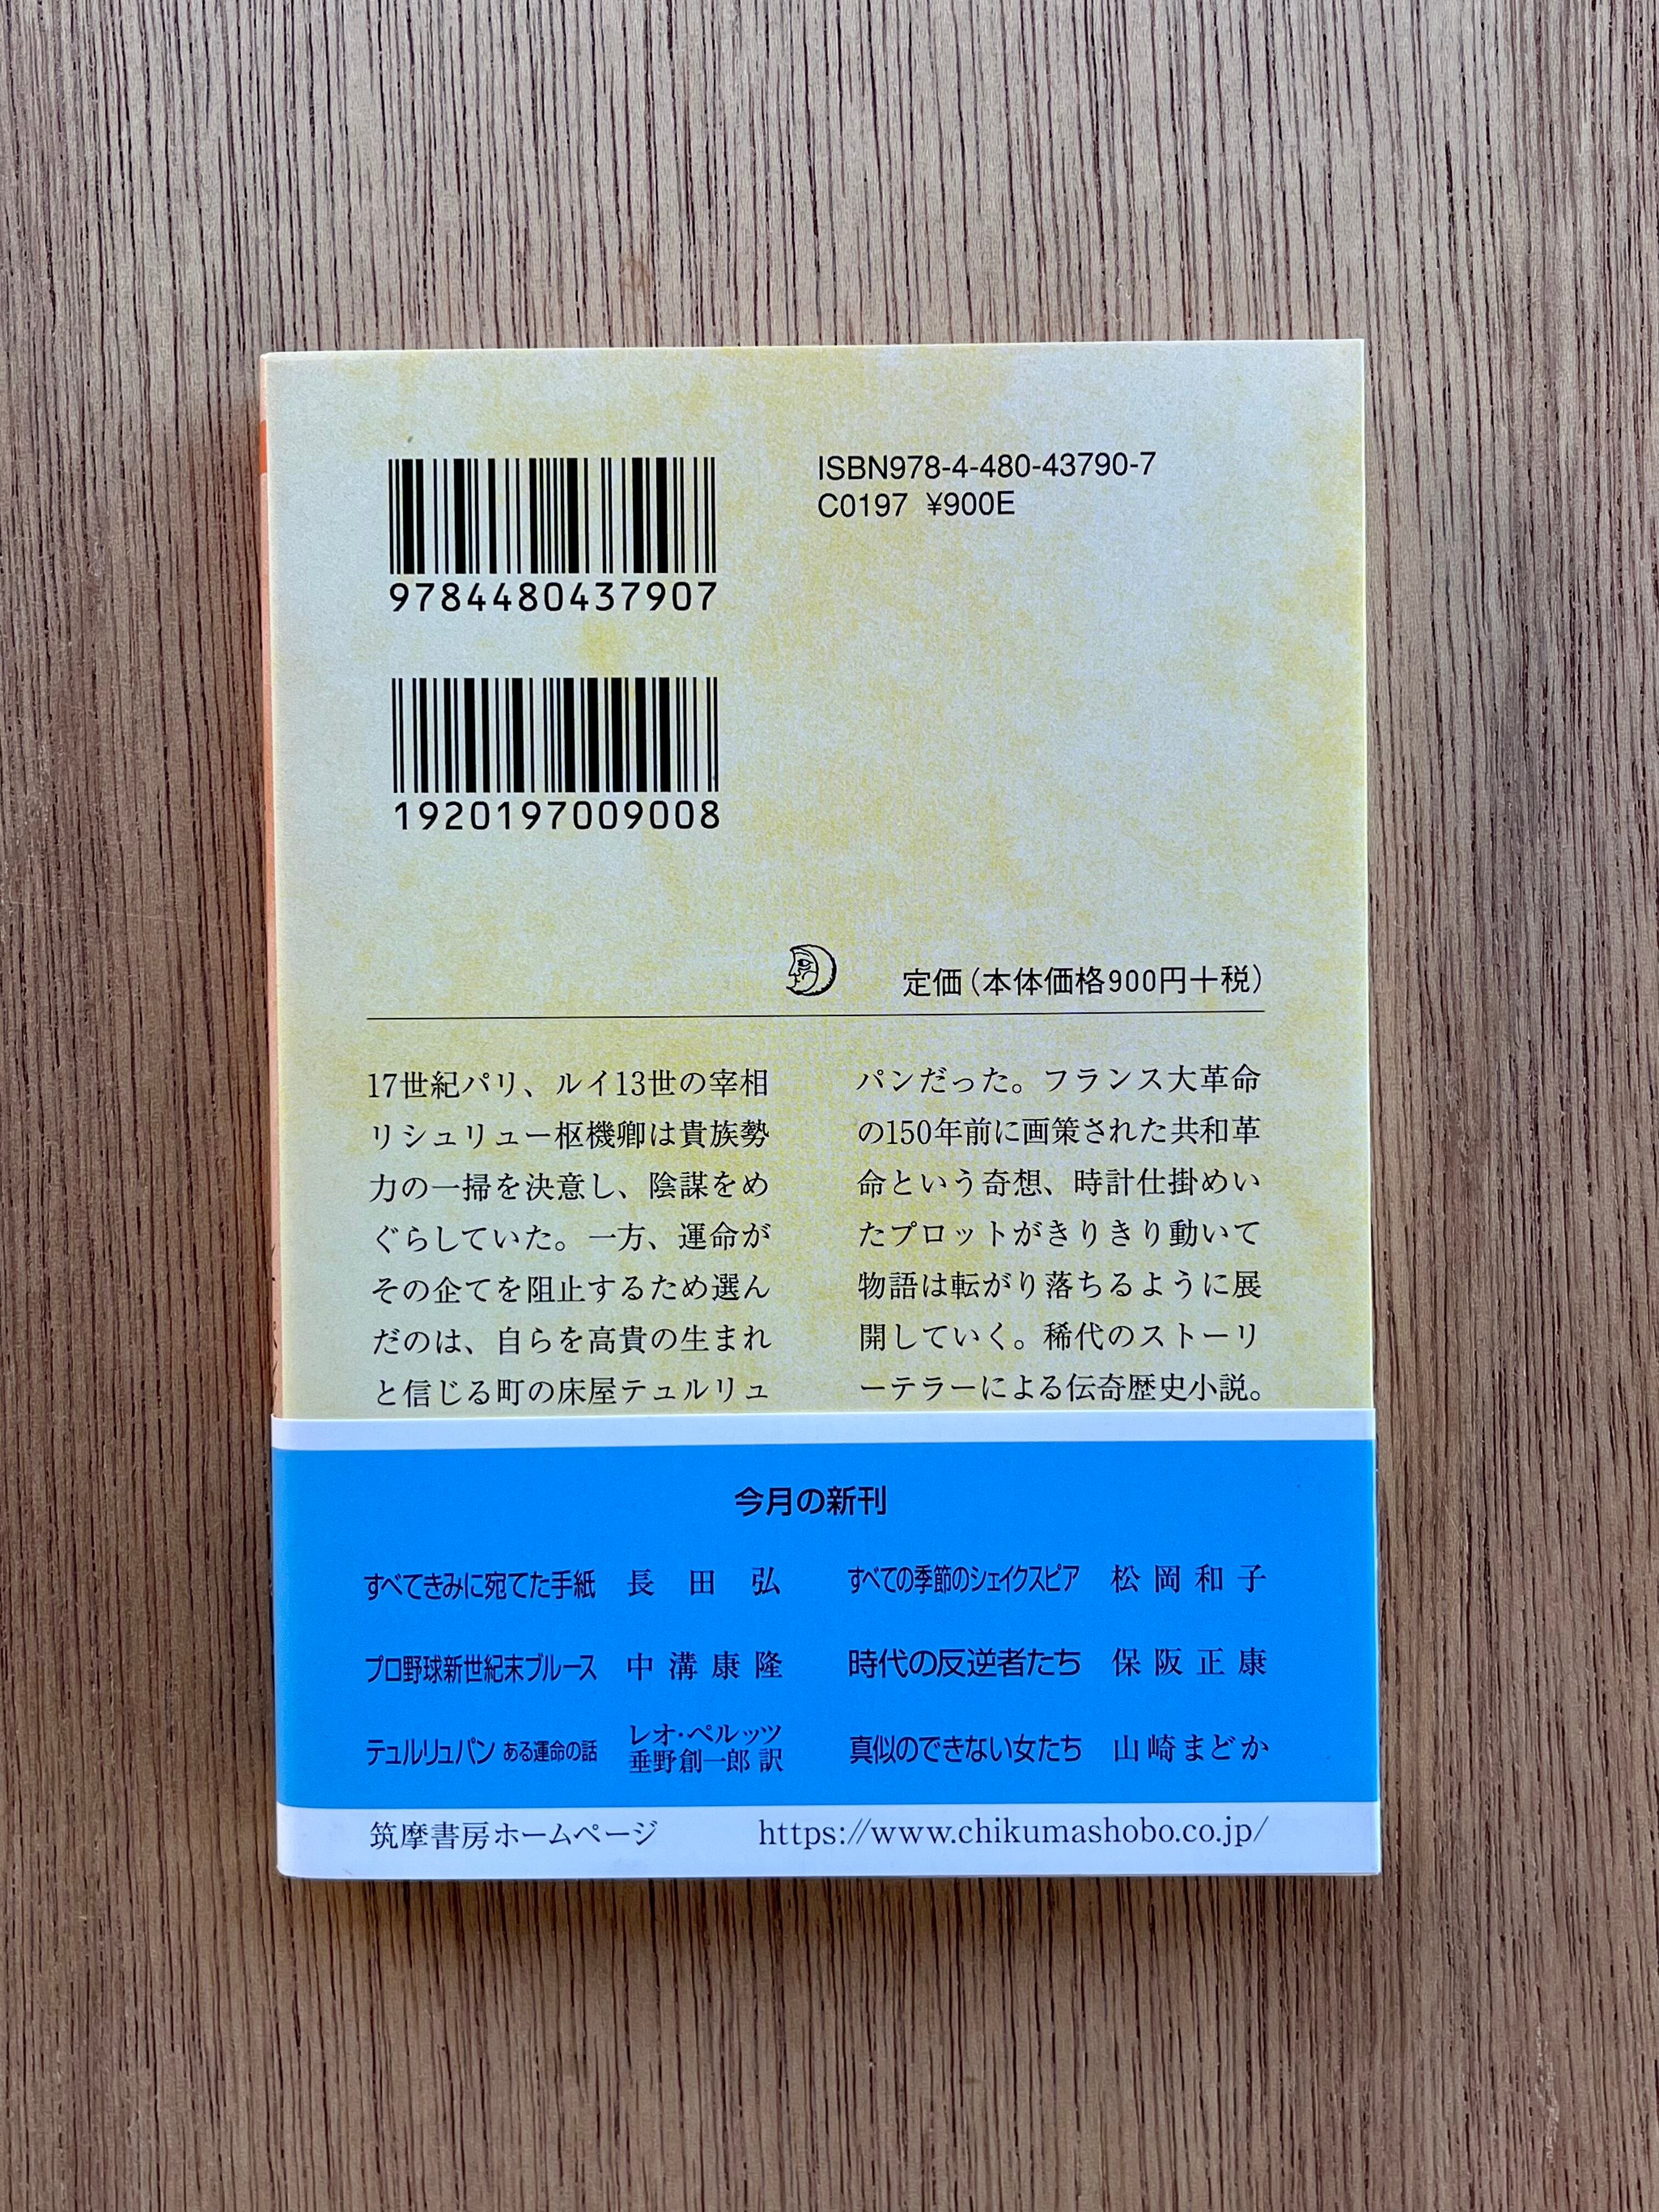 ISBN978-4-480-43790-7
C0197 ¥900E
9784480437907
1920197009008
定価(本体価格900円+税)
17世紀パリ、ルイ13世の宰相
リシュリュー枢機卿は貴族勢
力の一掃を決意し、陰謀をめ
ぐらしていた。一方、運命が
その企てを阻止するため選ん
だのは、自らを高貴の生まれ
と信じる町の床屋テュルリュ
パンだった。フランス大革命
の150年前に画策された共和革
命という奇想、時計仕掛めい
たプロットがきりきり動いて
物語は転がり落ちるように展
開していく。稀代のストーリ
ーテラーによる伝奇歴史小説。
今月の新刊
すべてきみに宛てた手紙 長田弘
プロ野球新世紀末ブルース 中溝康隆
テュルリュパン ある運命の話 レオ・ペルッツ
垂野創一郎 訳
すべての季節のシェイクスピア 松岡和子
時代の反逆者たち 保阪正康
真似のできない女たち 山崎まどか
筑摩書房ホームページ https://www.chikumashobo.co.jp/